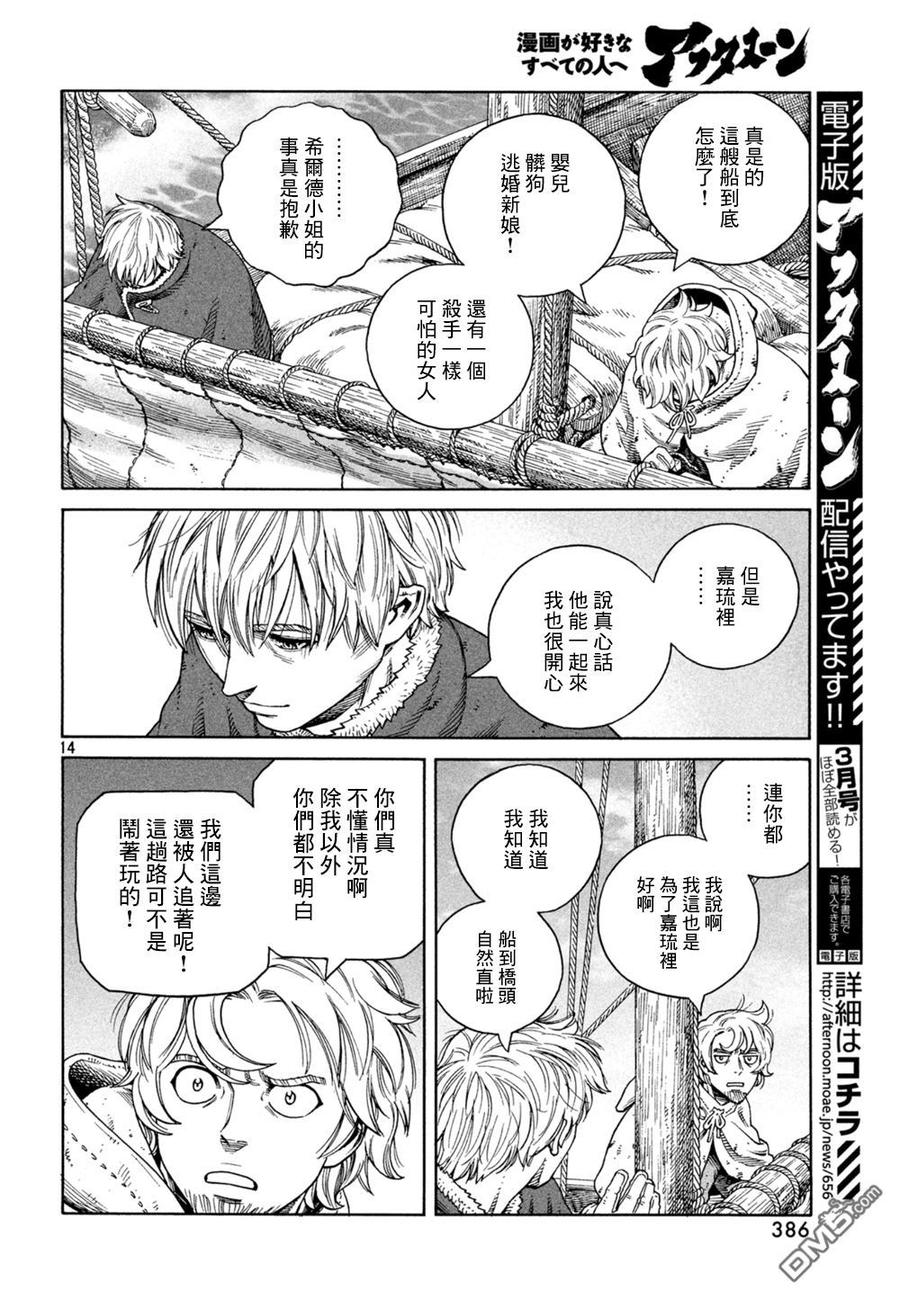 漫画が好きな
すべての人へ
アフタヌーン
電子版
アフタヌーン
配信やってます!!
3月号が
ほぼ全部読める!
各電子書店で
ご購入できます。
電子版
詳細はコチラ
http://afternoon.moae.jp/news/656
真是的
這艘船到底
怎麼了!
嬰兒
髒狗
逃婚新娘!
還有一個
殺手一樣
可怕的女人
…………
希爾德小姐的
事真是抱歉
但是
嘉琉裡
……
說真心話
他能一起來
我也很開心
14
連你都
……
我說啊
我這也是
為了嘉琉裡
好啊
我知道
我知道
船到橋頭
自然直啦
你們真
不懂情況啊
除我以外
你們都不明白
我們這邊
還被人追著呢!
這趟路可不是
鬧著玩的!
386
DM5.com